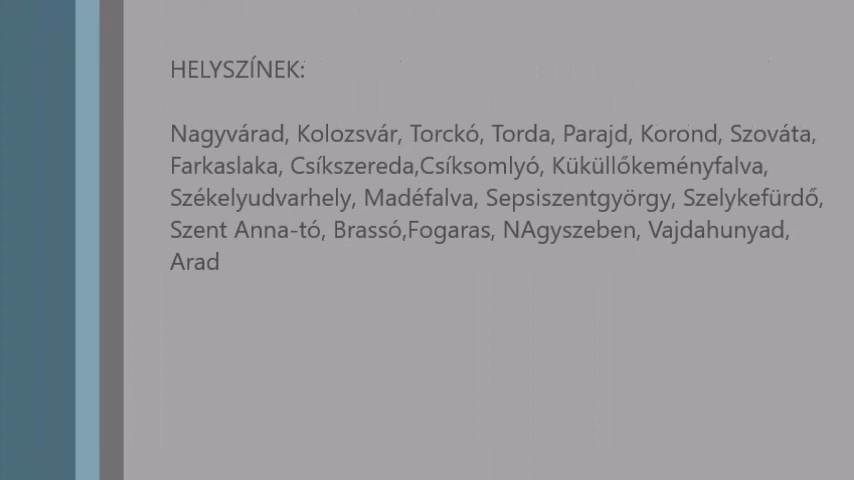 HELYSZÍNEK:
Nagyvárad, Kolozsvár, Torckó, Torda, Parajd, Korond, Szováta,
Farkaslaka, Csíkszereda,Csíksomlyó, Küküllőkeményfalva,
Székelyudvarhely, Madéfalva, Sepsiszentgyörgy, Szelykefürdő,
Szent Anna-tó, Brassó,Fogaras, NAgyszeben, Vajdahunyad,
Arad